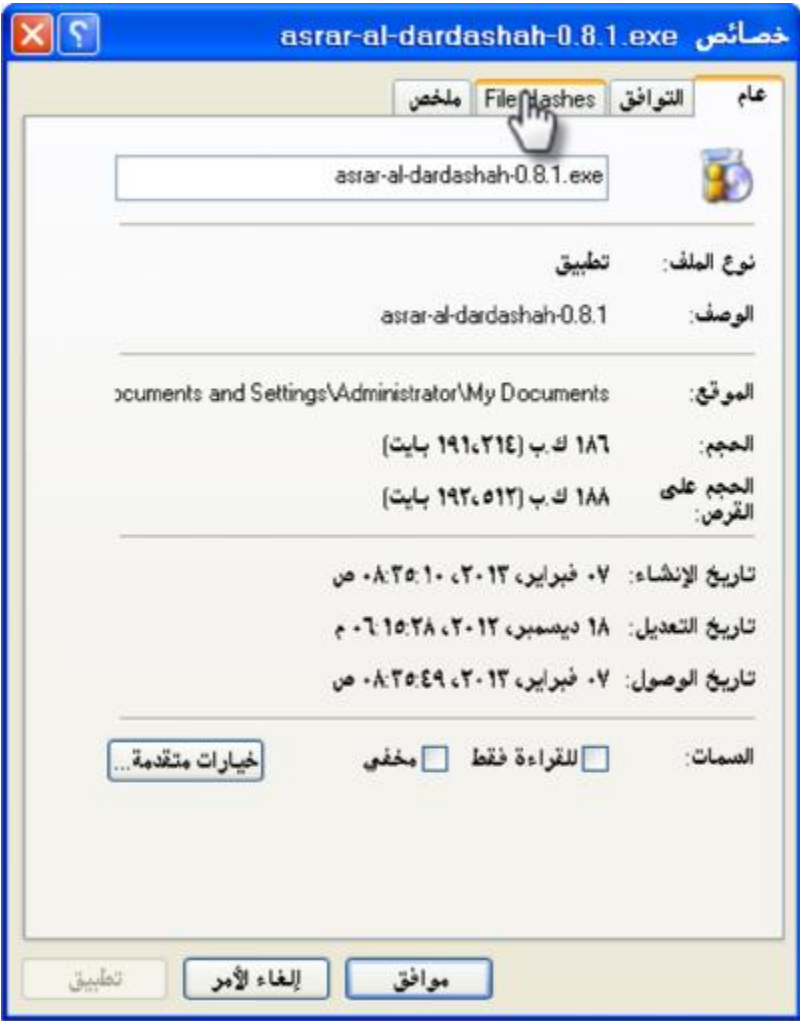 خصائص asrar-al-dardashah-0.8.1.exe
عام التوافق File Hashes ملخص
asrar-al-dardashah-0.8.1.exe
نوع الملف: تطبيق
الوصف: asrar-al-dardashah-0.8.1
الموقع: ocuments and Settings\Administrator\My Documents
الحجم: ١٨٦ ك.ب (١٩١،٢١٤ بايت)
الحجم على
القرص: ١٨٨ ك.ب (١٩٢،٥١٢ بايت)
تاريخ الإنشاء: ٠٧ فبراير، ٢٠١٣، ٠٨:٢٥:١٠ ص
تاريخ التعديل: ١٨ ديسمبر، ٢٠١٢، ٠٦:١٥:٢٨ م
تاريخ الوصول: ٠٧ فبراير، ٢٠١٣، ٠٨:٢٥:٤٩ ص
السمات: للقراءة فقط مخفي خيارات متقدمة...
موافق إلغاء الأمر تطبيق